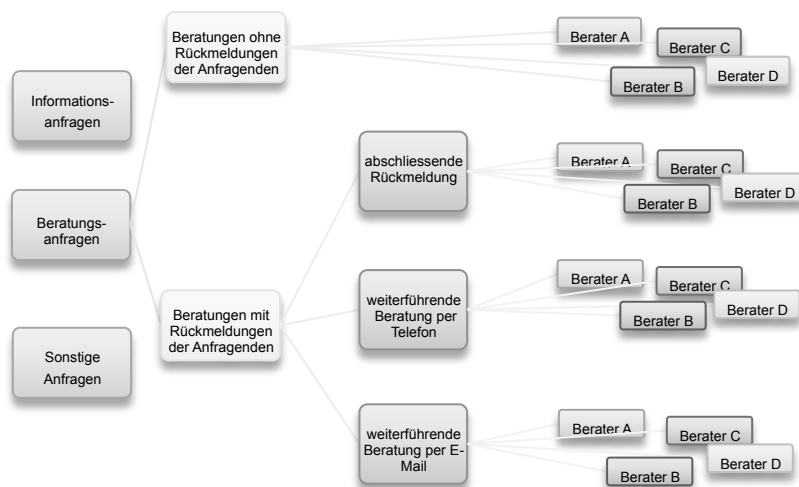 Informations-
anfragen
Beratungs-
anfragen
Sonstige
Anfragen
Beratungen ohne
Rückmeldungen
der Anfragenden
Beratungen mit
Rückmeldungen
der Anfragenden
abschliessende
Rückmeldung
weiterführende
Beratung per
Telefon
weiterführende
Beratung per E-
Mail
Berater A
Berater C
Berater D
Berater B
Berater A
Berater C
Berater D
Berater B
Berater A
Berater C
Berater D
Berater B
Berater A
Berater C
Berater D
Berater B